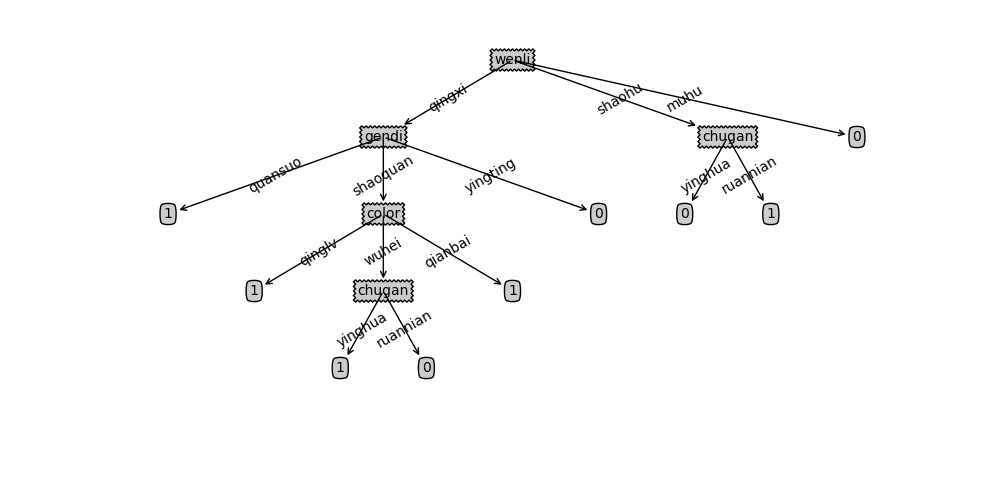 wenli
qingxi
shaohu
muhu
gendi
chugan
0
quansuo
shaoquan
yingting
yinghua
ruannian
1
color
0
0
1
qinglv
wuhei
qianbai
1
chugan
1
yinghua
ruannian
1
0